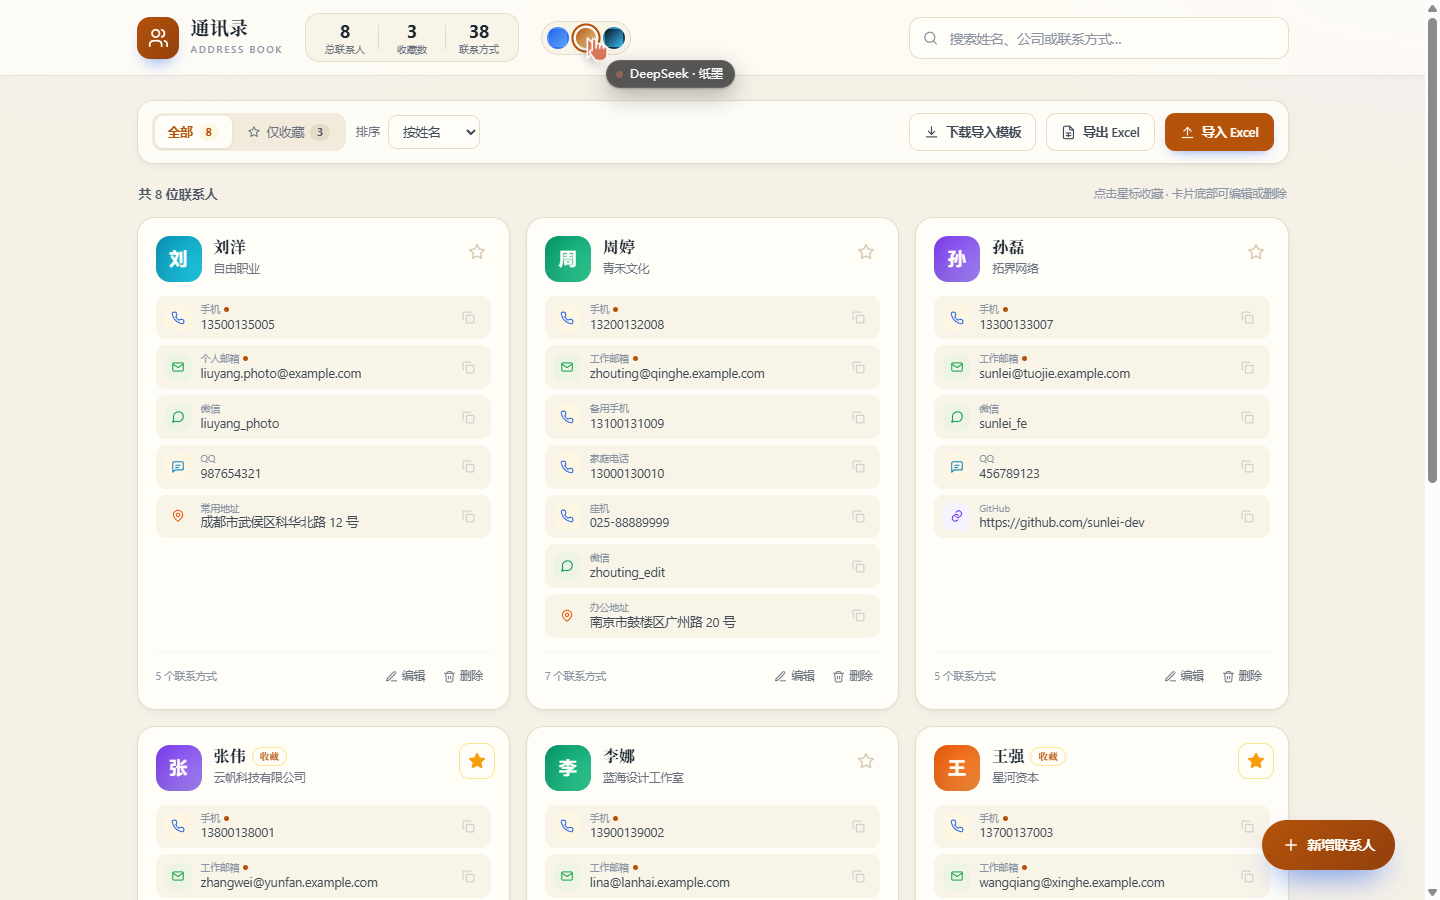 通讯录
ADDRESS BOOK
8
总联系人
3
收藏数
38
联系方式
搜索姓名、公司或联系方式...
DeepSeek · 纸墨
全部 8
仅收藏 3
排序
按姓名
下载导入模板
导出 Excel
导入 Excel
共 8 位联系人
点击星标收藏 · 卡片底部可编辑或删除
刘
刘洋
自由职业
手机
13500135005
个人邮箱
liuyang.photo@example.com
微信
liuyang_photo
QQ
987654321
常用地址
成都市武侯区科华北路 12 号
5 个联系方式
编辑
删除
周
周婷
青禾文化
手机
13200132008
工作邮箱
zhouting@qinghe.example.com
备用手机
13100131009
家庭电话
13000130010
座机
025-88889999
微信
zhouting_edit
办公地址
南京市鼓楼区广州路 20 号
7 个联系方式
编辑
删除
孙
孙磊
拓界网络
手机
13300133007
工作邮箱
sunlei@tuojie.example.com
微信
sunlei_fe
QQ
456789123
GitHub
https://github.com/sunlei-dev
5 个联系方式
编辑
删除
张
张伟 收藏
云帆科技有限公司
手机
13800138001
工作邮箱
zhangwei@yunfan.example.com
李
李娜
蓝海设计工作室
手机
13900139002
工作邮箱
lina@lanhai.example.com
王
王强 收藏
星河资本
手机
13700137003
工作邮箱
wangqiang@xinghe.example.com
新增联系人